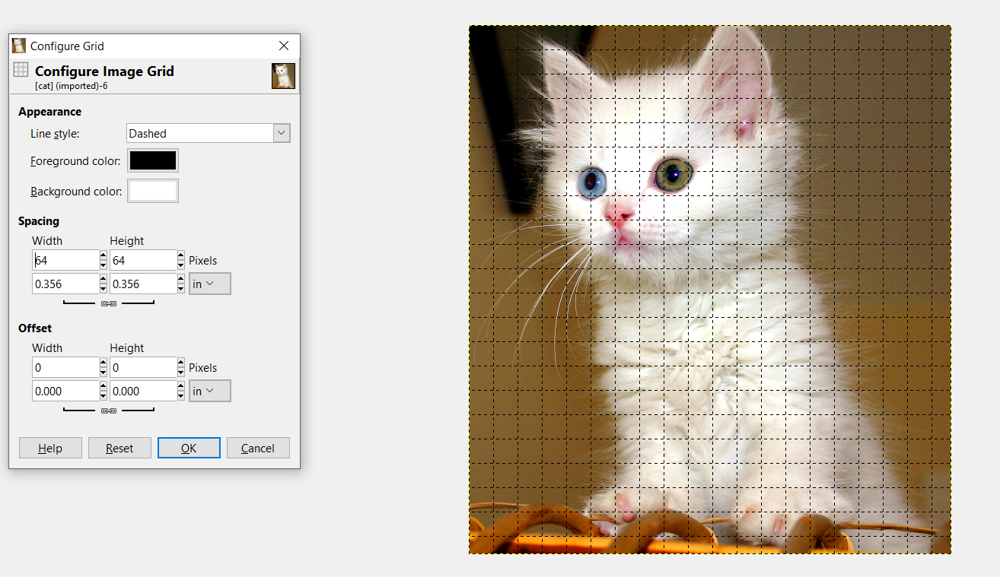 Configure Grid
Configure Image Grid
[cat] (imported)-6
Appearance
Line style: Dashed
Foreground color:
Background color:
Spacing
Width Height
64 64 Pixels
0.356 0.356 in
Offset
Width Height
0 0 Pixels
0.000 0.000 in
Help Reset OK Cancel